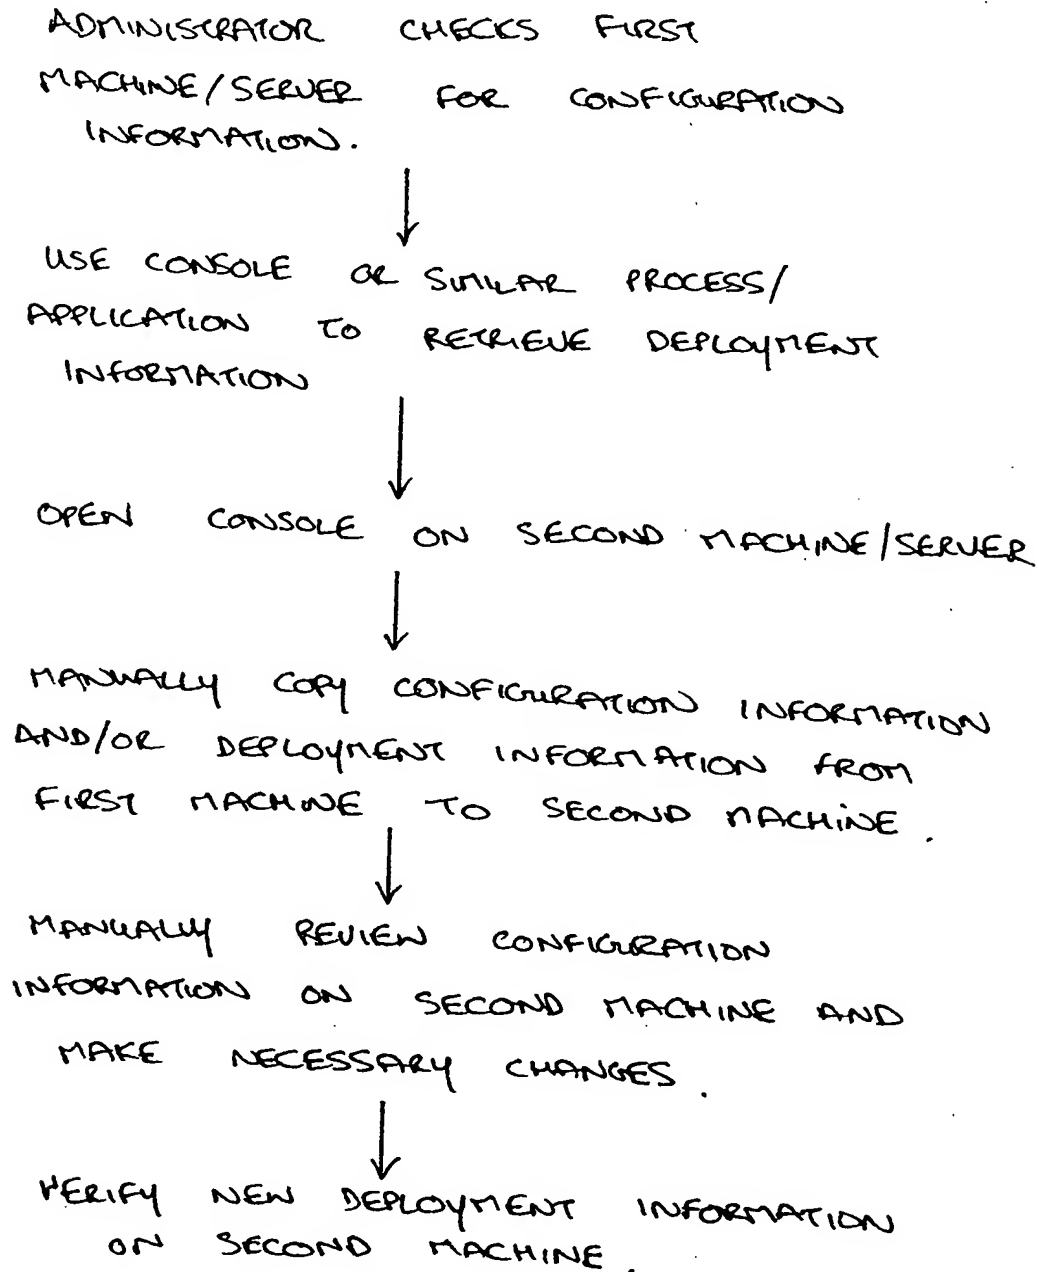 ADMINISTRATOR CHECKS FIRST
MACHINE/SERVER FOR CONFIGURATION
INFORMATION.
USE CONSOLE OR SIMILAR PROCESS/
APPLICATION TO RETRIEVE DEPLOYMENT
INFORMATION
OPEN CONSOLE ON SECOND MACHINE/SERVER
MANUALLY COPY CONFIGURATION INFORMATION
AND/OR DEPLOYMENT INFORMATION FROM
FIRST MACHINE TO SECOND MACHINE.
MANUALLY REVIEW CONFIGURATION
INFORMATION ON SECOND MACHINE AND
MAKE NECESSARY CHANGES.
VERIFY NEW DEPLOYMENT INFORMATION
ON SECOND MACHINE.